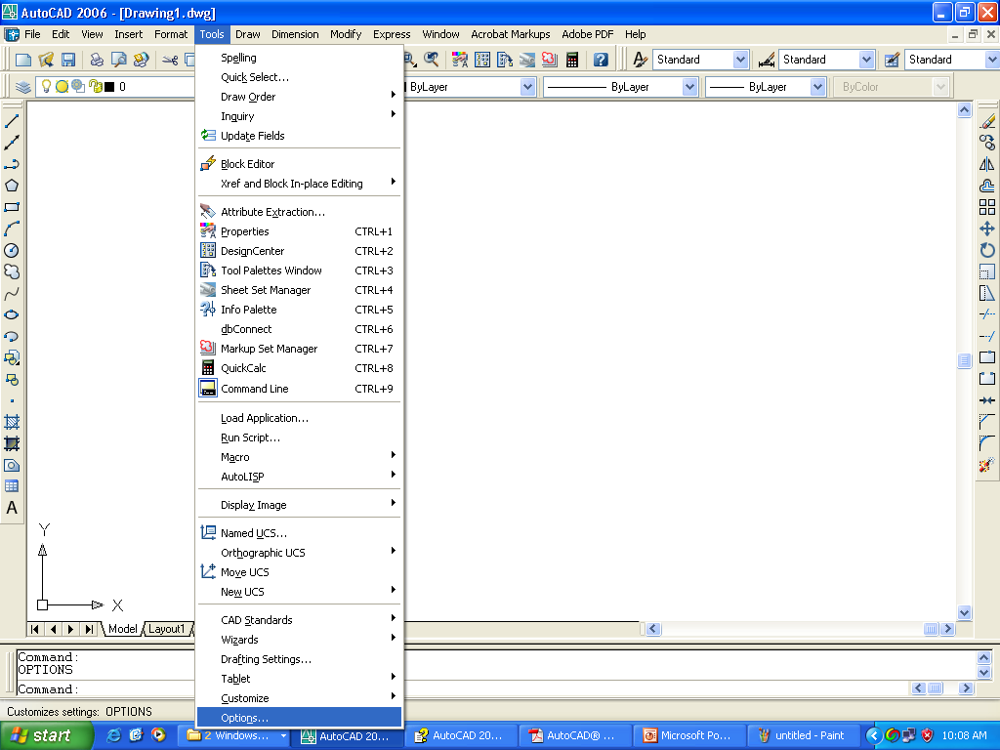 AutoCAD 2006 - [Drawing1.dwg]
File Edit View Insert Format Tools Draw Dimension Modify Express Window Acrobat Markups Adobe PDF Help
Standard Standard Standard
0 ByLayer ByLayer ByLayer ByColor
Spelling
Quick Select...
Draw Order
Inquiry
Update Fields
Block Editor
Xref and Block In-place Editing
Attribute Extraction...
Properties CTRL+1
DesignCenter CTRL+2
Tool Palettes Window CTRL+3
Sheet Set Manager CTRL+4
Info Palette CTRL+5
dbConnect CTRL+6
Markup Set Manager CTRL+7
QuickCalc CTRL+8
Command Line CTRL+9
Load Application...
Run Script...
Macro
AutoLISP
Display Image
Named UCS...
Orthographic UCS
Move UCS
New UCS
CAD Standards
Wizards
Drafting Settings...
Tablet
Customize
Options...
A
Y
X
Model Layout1
Command:
OPTIONS
Command:
Customizes settings: OPTIONS
start 2 Windows... AutoCAD 20... AutoCAD 20... AutoCAD® ... Microsoft Po... untitled - Paint 10:08 AM